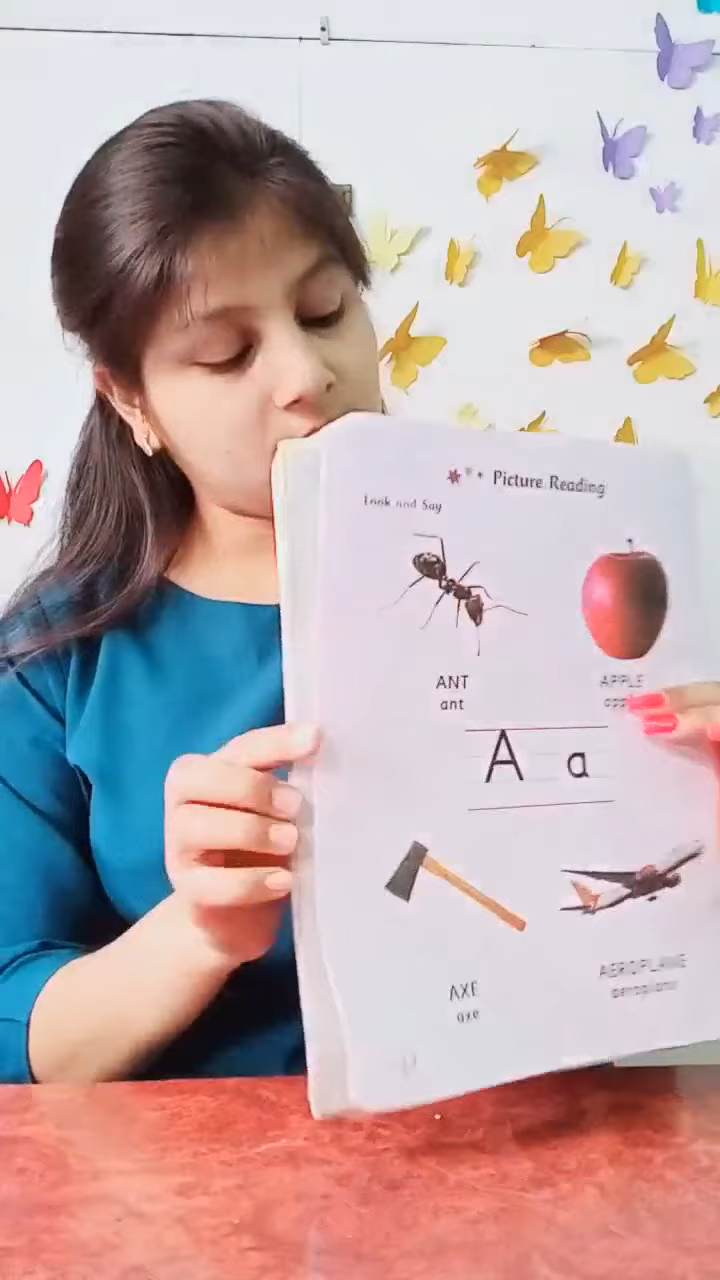 Picture Reading
Look and Say
ANT
ant
APPLE
A a
AXE
axe
AEROPLANE
aeroplane